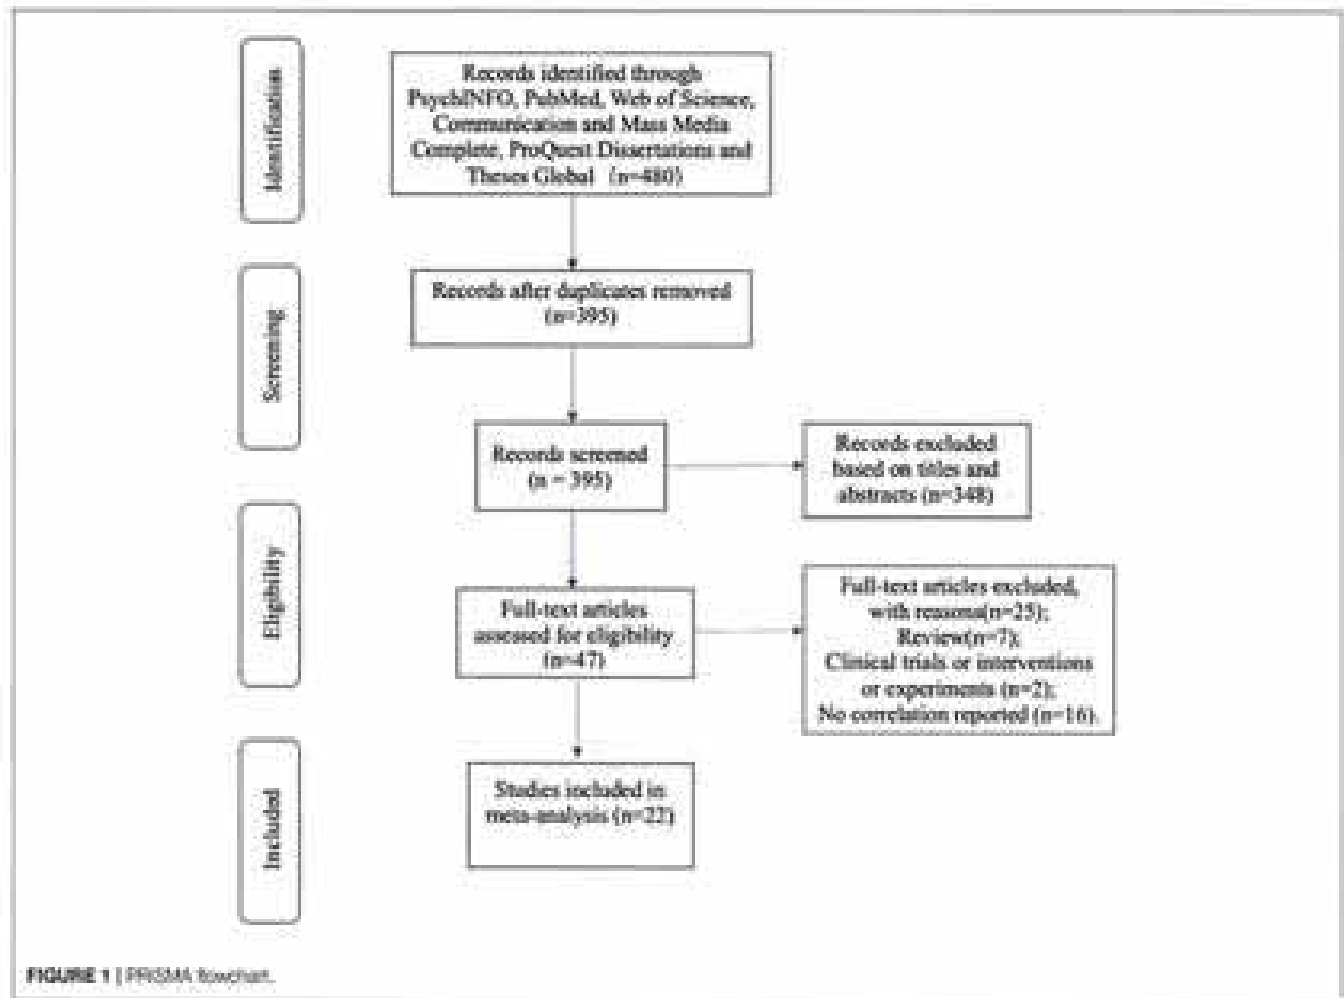 Identification
Records identified through
PsychINFO, PubMed, Web of Science,
Communication and Mass Media
Complete, ProQuest Dissertations and
Theses Global (n=480)
Screening
Records after duplicates removed
(n=395)
Records screened
(n = 395)
Records excluded
based on titles and
abstracts (n=348)
Eligibility
Full-text articles
assessed for eligibility
(n=47)
Full-text articles excluded,
with reasons(n=25);
Review(n=7);
Clinical trials or interventions
or experiments (n=2);
No correlation reported (n=16).
Included
Studies included in
meta-analysis (n=22)
FIGURE 1 | PRISMA flowchart.